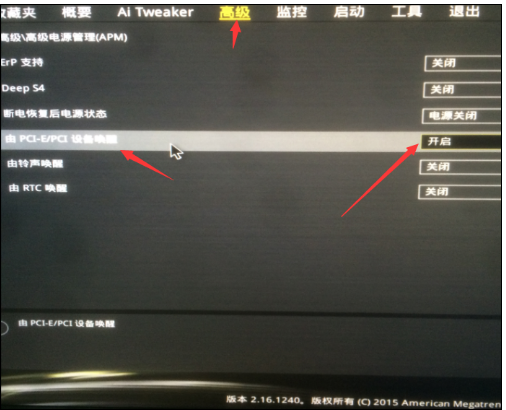 收藏夹 概要 Ai Tweaker 高级 监控 启动 工具 退出
高级\高级电源管理(APM)
ErP 支持 关闭
Deep S4 关闭
断电恢复后电源状态 电源关闭
由 PCI-E/PCI 设备唤醒 开启
由铃声唤醒 关闭
由 RTC 唤醒 关闭
由 PCI-E/PCI 设备唤醒
版本 2.16.1240。 版权所有 (C) 2015 American Megatren